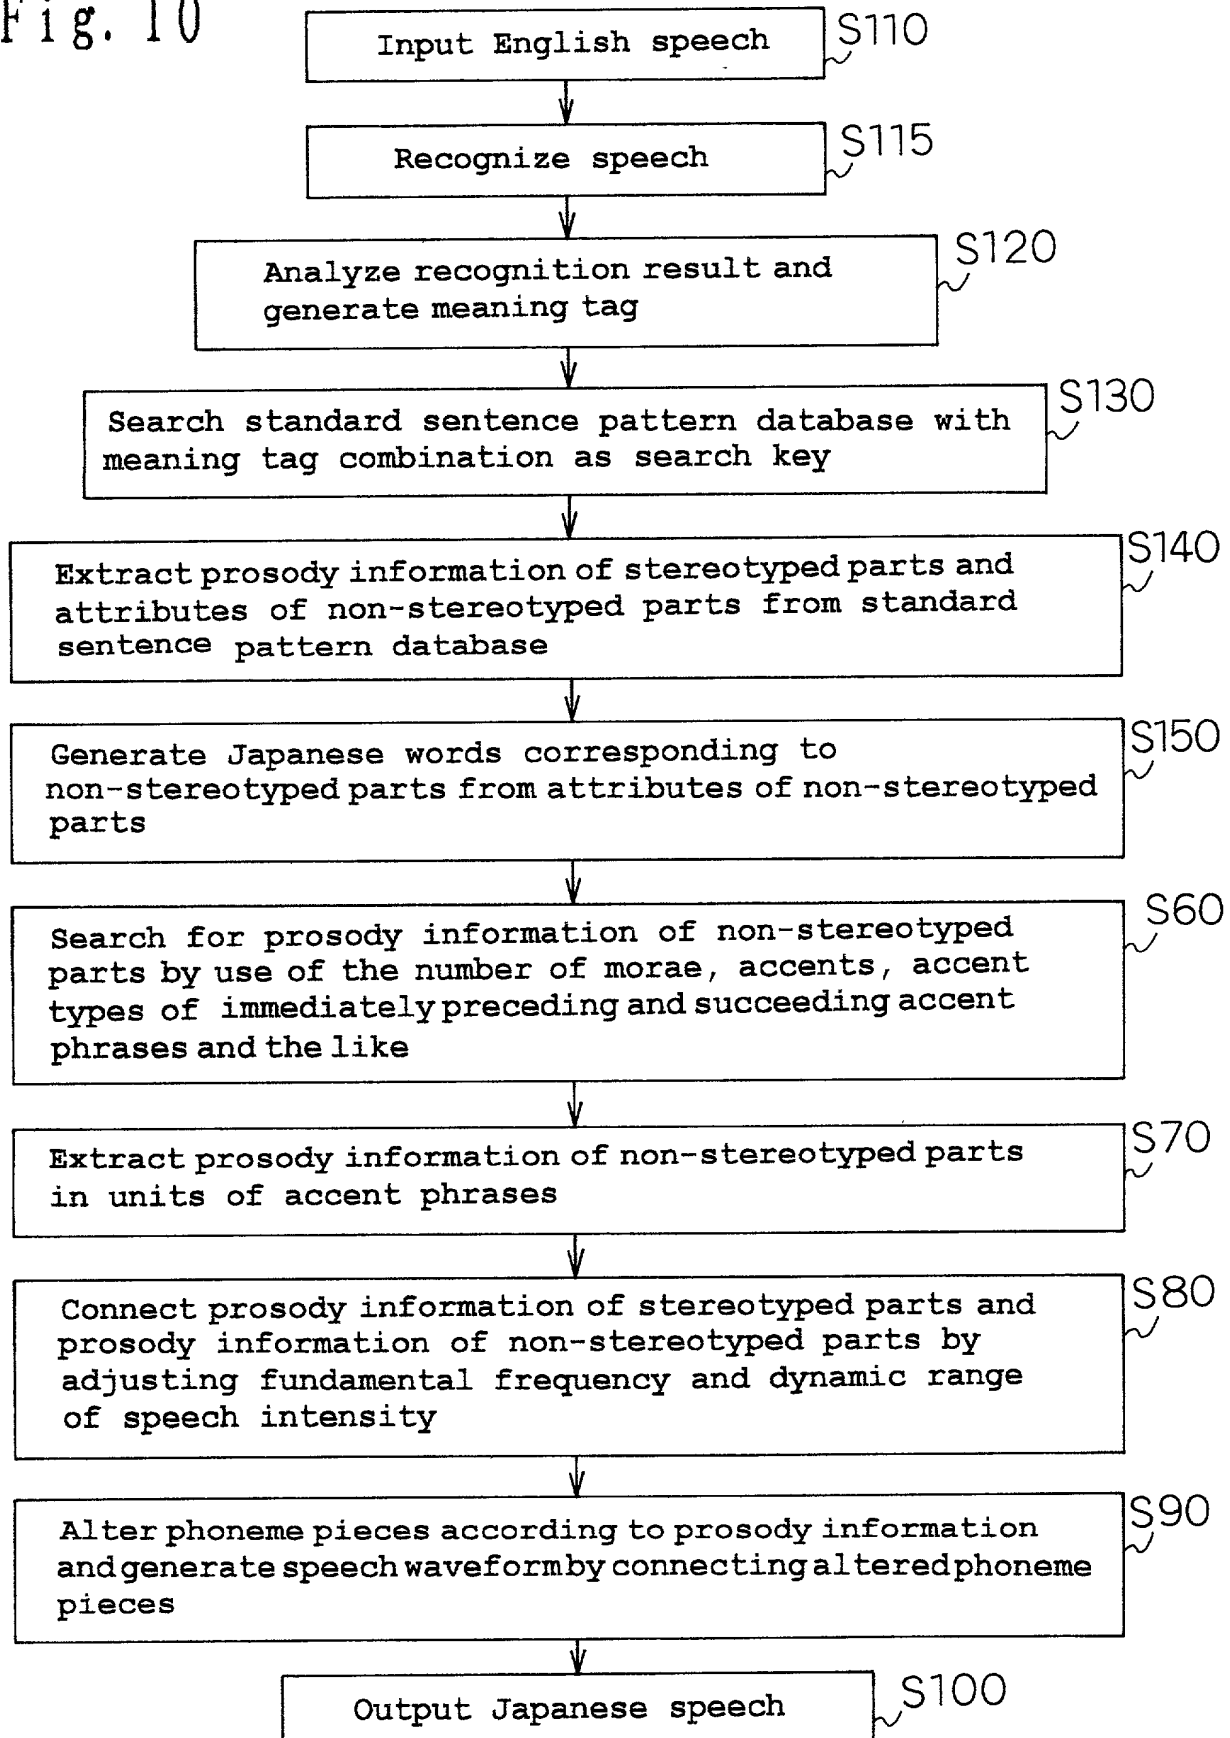 Fig. 10
Input English speech
S110
Recognize speech
S115
Analyze recognition result and
generate meaning tag
S120
Search standard sentence pattern database with
meaning tag combination as search key
S130
Extract prosody information of stereotyped parts and
attributes of non-stereotyped parts from standard
sentence pattern database
S140
Generate Japanese words corresponding to
non-stereotyped parts from attributes of non-stereotyped
parts
S150
Search for prosody information of non-stereotyped
parts by use of the number of morae, accents, accent
types of immediately preceding and succeeding accent
phrases and the like
S60
Extract prosody information of non-stereotyped parts
in units of accent phrases
S70
Connect prosody information of stereotyped parts and
prosody information of non-stereotyped parts by
adjusting fundamental frequency and dynamic range
of speech intensity
S80
Alter phoneme pieces according to prosody information
and generate speech waveform by connecting altered phoneme
pieces
S90
Output Japanese speech
S100